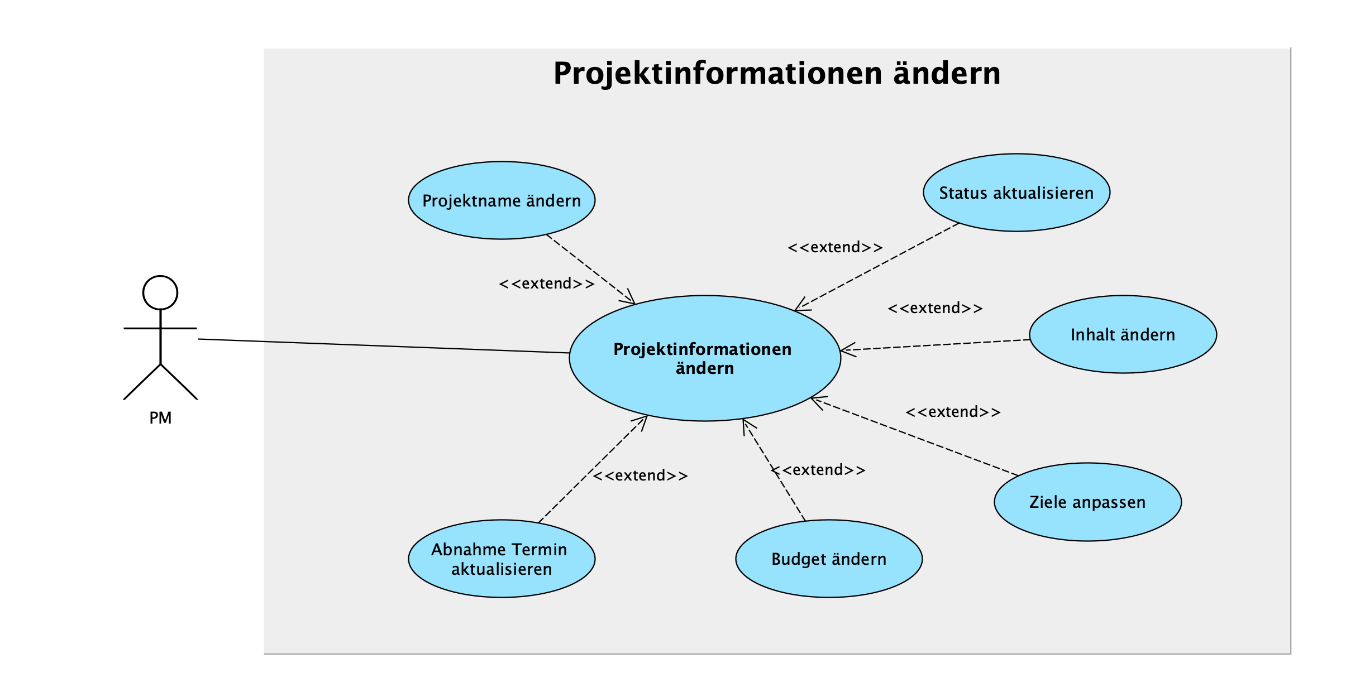 Projektinformationen ändern
Projektname ändern
Status aktualisieren
<<extend>>
<<extend>>
<<extend>>
Inhalt ändern
Projektinformationen
ändern
PM
<<extend>>
<<extend>>
<<extend>>
Ziele anpassen
Abnahme Termin
aktualisieren
Budget ändern